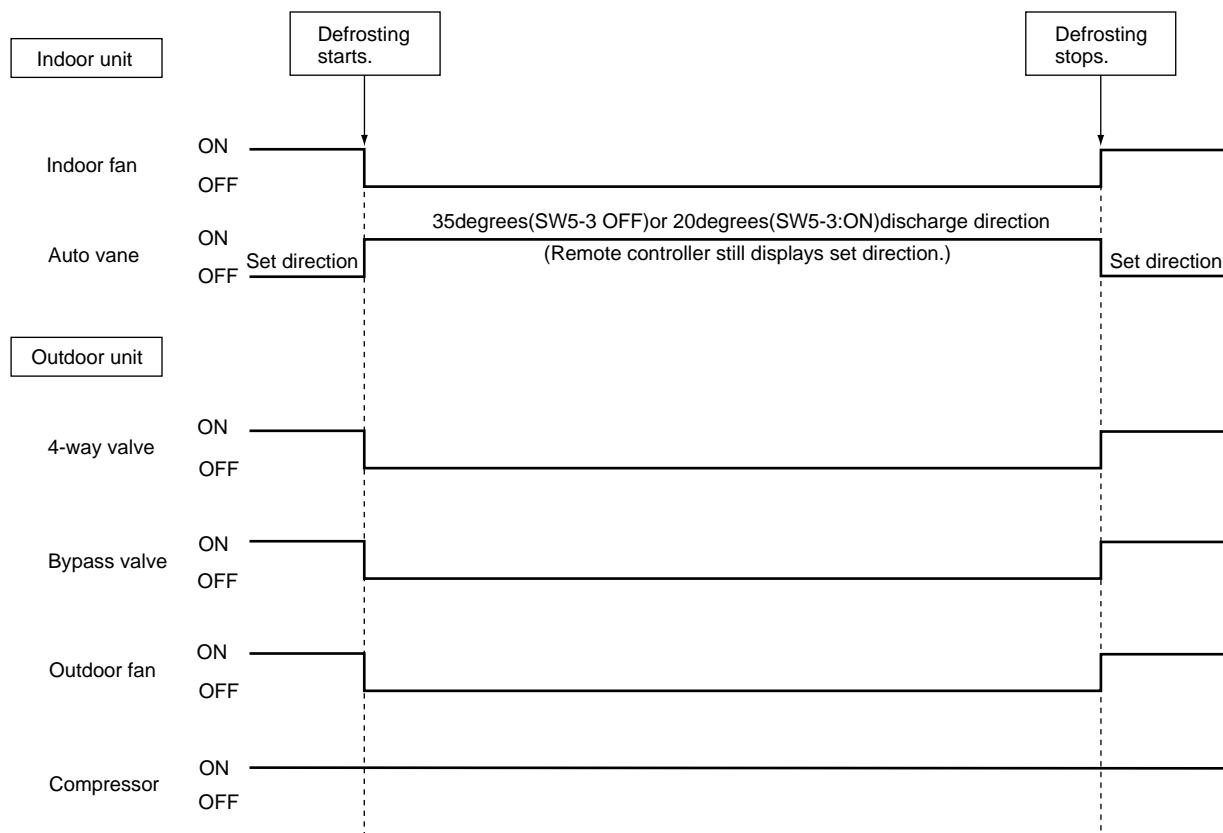 Defrosting
starts.
Defrosting
stops.
Indoor unit
Indoor fan
ON
OFF
35degrees(SW5-3 OFF)or 20degrees(SW5-3:ON)discharge direction
Auto vane
ON
OFF
Set direction
(Remote controller still displays set direction.)
Set direction
Outdoor unit
4-way valve
ON
OFF
Bypass valve
ON
OFF
Outdoor fan
ON
OFF
Compressor
ON
OFF